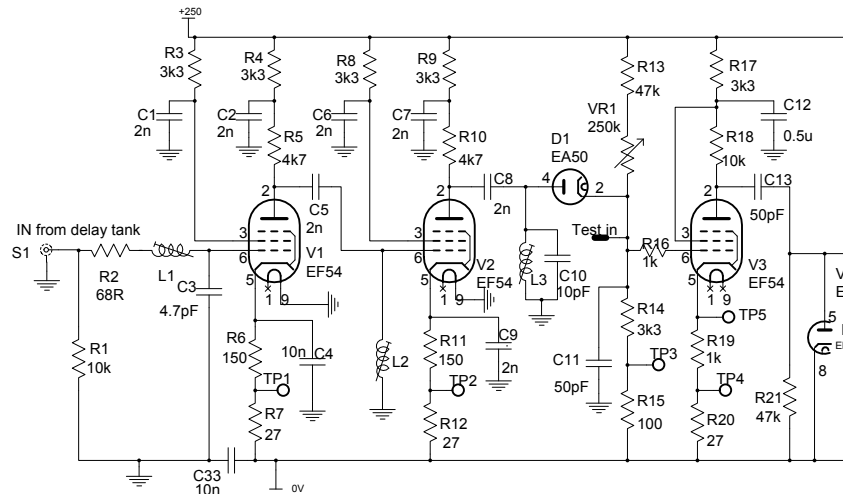 +250
R3
3k3
R4
3k3
R8
3k3
R9
3k3
R13
47k
R17
3k3
C1
2n
C2
2n
C6
2n
C7
2n
VR1
250k
C12
0.5u
R5
4k7
R10
4k7
D1
EA50
R18
10k
2
C5
2n
2
C8
2n
4
2
2
C13
50pF
IN from delay tank
S1
R2
68R
L1
C3
4.7pF
3
6
V1
EF54
5
1
9
3
6
V2
EF54
5
1
9
L3
C10
10pF
Test in
R16
1k
3
6
V3
EF54
5
1
9
V
E
5
8
R1
10k
R6
150
10n
C4
TP1
R7
27
L2
R11
150
C9
2n
TP2
R12
27
C11
50pF
R14
3k3
TP3
R15
100
TP5
R19
1k
TP4
R20
27
R21
47k
C33
10n
0V